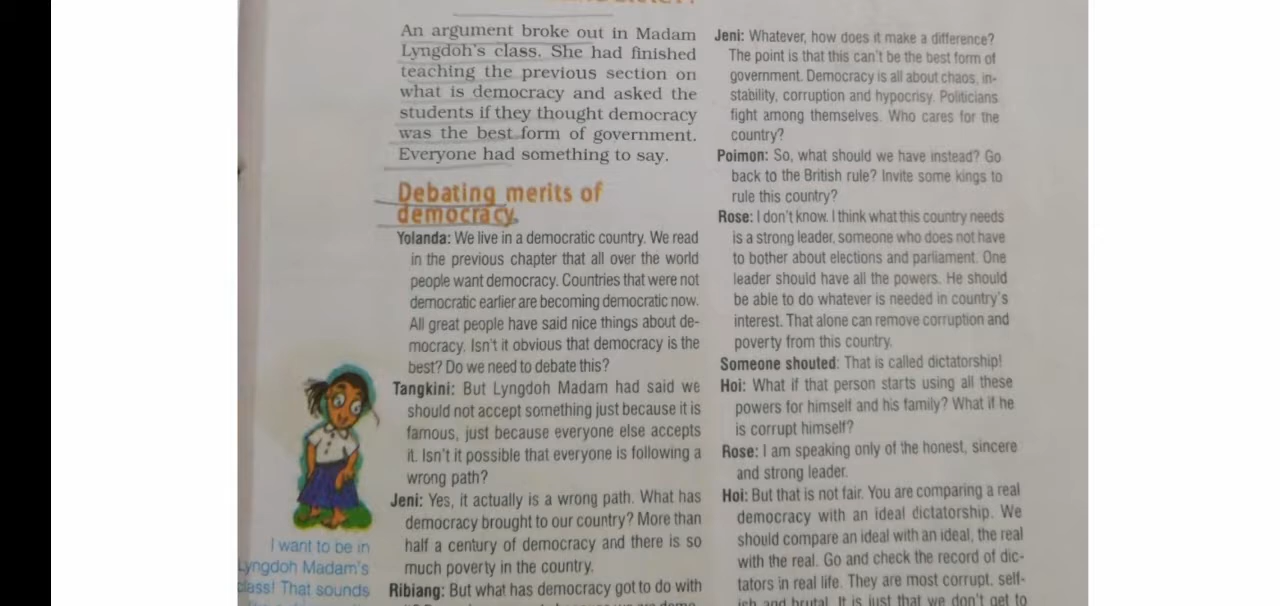 An argument broke out in Madam
Lyngdoh's class. She had finished
teaching the previous section on
what is democracy and asked the
students if they thought democracy
was the best form of government.
Everyone had something to say.
Debating merits of
democracy
Yolanda: We live in a democratic country. We read
in the previous chapter that all over the world
people want democracy. Countries that were not
democratic earlier are becoming democratic now.
All great people have said nice things about de-
mocracy. Isn't it obvious that democracy is the
best? Do we need to debate this?
Tangkini: But Lyngdoh Madam had said we
should not accept something just because it is
famous, just because everyone else accepts
it. Isn't it possible that everyone is following a
wrong path?
Jeni: Yes, it actually is a wrong path. What has
democracy brought to our country? More than
half a century of democracy and there is so
much poverty in the country.
Ribiang: But what has democracy got to do with
I want to be in
Lyngdoh Madam's
class! That sounds
Jeni: Whatever, how does it make a difference?
The point is that this can't be the best form of
government. Democracy is all about chaos, in-
stability, corruption and hypocrisy. Politicians
fight among themselves. Who cares for the
country?
Poimon: So, what should we have instead? Go
back to the British rule? Invite some kings to
rule this country?
Rose: I don't know. I think what this country needs
is a strong leader, someone who does not have
to bother about elections and parliament. One
leader should have all the powers. He should
be able to do whatever is needed in country's
interest. That alone can remove corruption and
poverty from this country.
Someone shouted: That is called dictatorship!
Hoi: What if that person starts using all these
powers for himself and his family? What if he
is corrupt himself?
Rose: I am speaking only of the honest, sincere
and strong leader.
Hoi: But that is not fair. You are comparing a real
democracy with an ideal dictatorship. We
should compare an ideal with an ideal, the real
with the real. Go and check the record of dic-
tators in real life. They are most corrupt, self-
ish and brutal. It is just that we don't get to